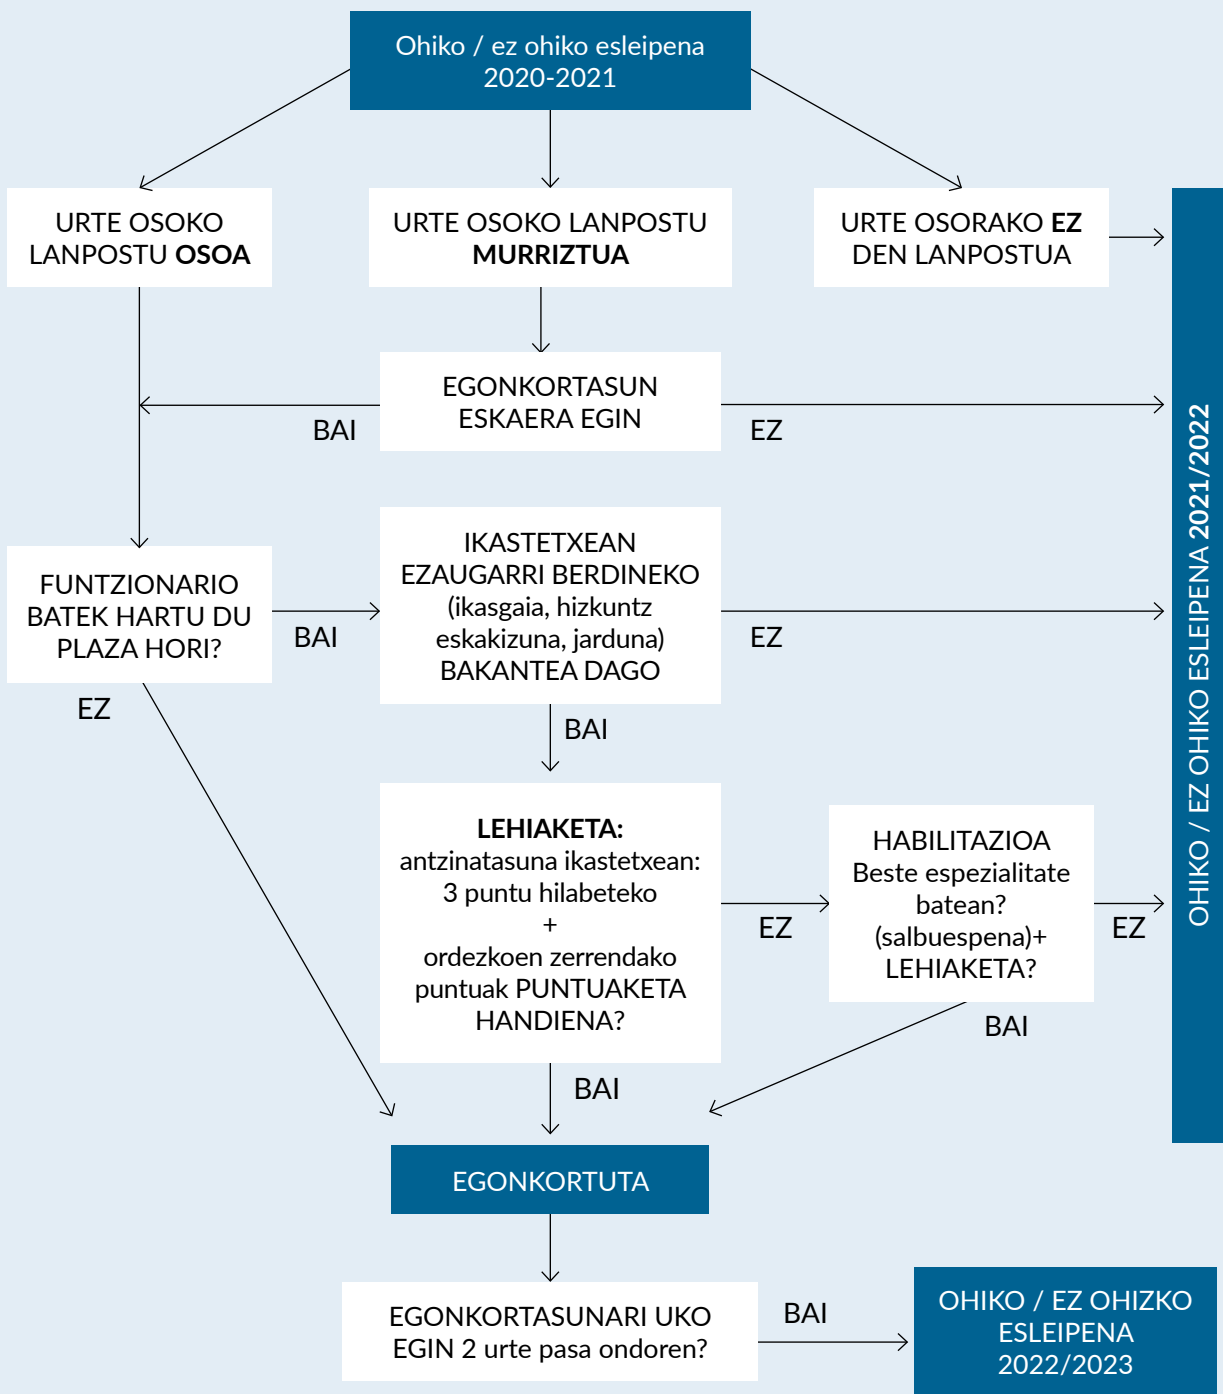 Ohiko / ez ohiko esleipena
2020-2021
URTE OSOKO
LANPOSTU OSOA
URTE OSOKO LANPOSTU
MURRIZTUA
URTE OSORAKO EZ
DEN LANPOSTUA
EGONKORTASUN
ESKAERA EGIN
BAI
EZ
FUNTZIONARIO
BATEK HARTU DU
PLAZA HORI?
BAI
EZ
IKASTETXEAN
EZAUGARRI BERDINEKO
(ikasgaia, hizkuntz
eskakizuna, jarduna)
BAKANTEA DAGO
EZ
BAI
LEHIAKETA:
antzinatasuna ikastetxean:
3 puntu hilabeteko
+
ordezkoen zerrendako
puntuak PUNTUAKETA
HANDIENA?
EZ
BAI
HABILITAZIOA
Beste espezialitate
batean?
(salbuespena)+
LEHIAKETA?
EZ
BAI
OHIKO / EZ OHIKO ESLEIPENA 2021/2022
EGONKORTUTA
EGONKORTASUNARI UKO
EGIN 2 urte pasa ondoren?
BAI
OHIKO / EZ OHIZKO
ESLEIPENA
2022/2023